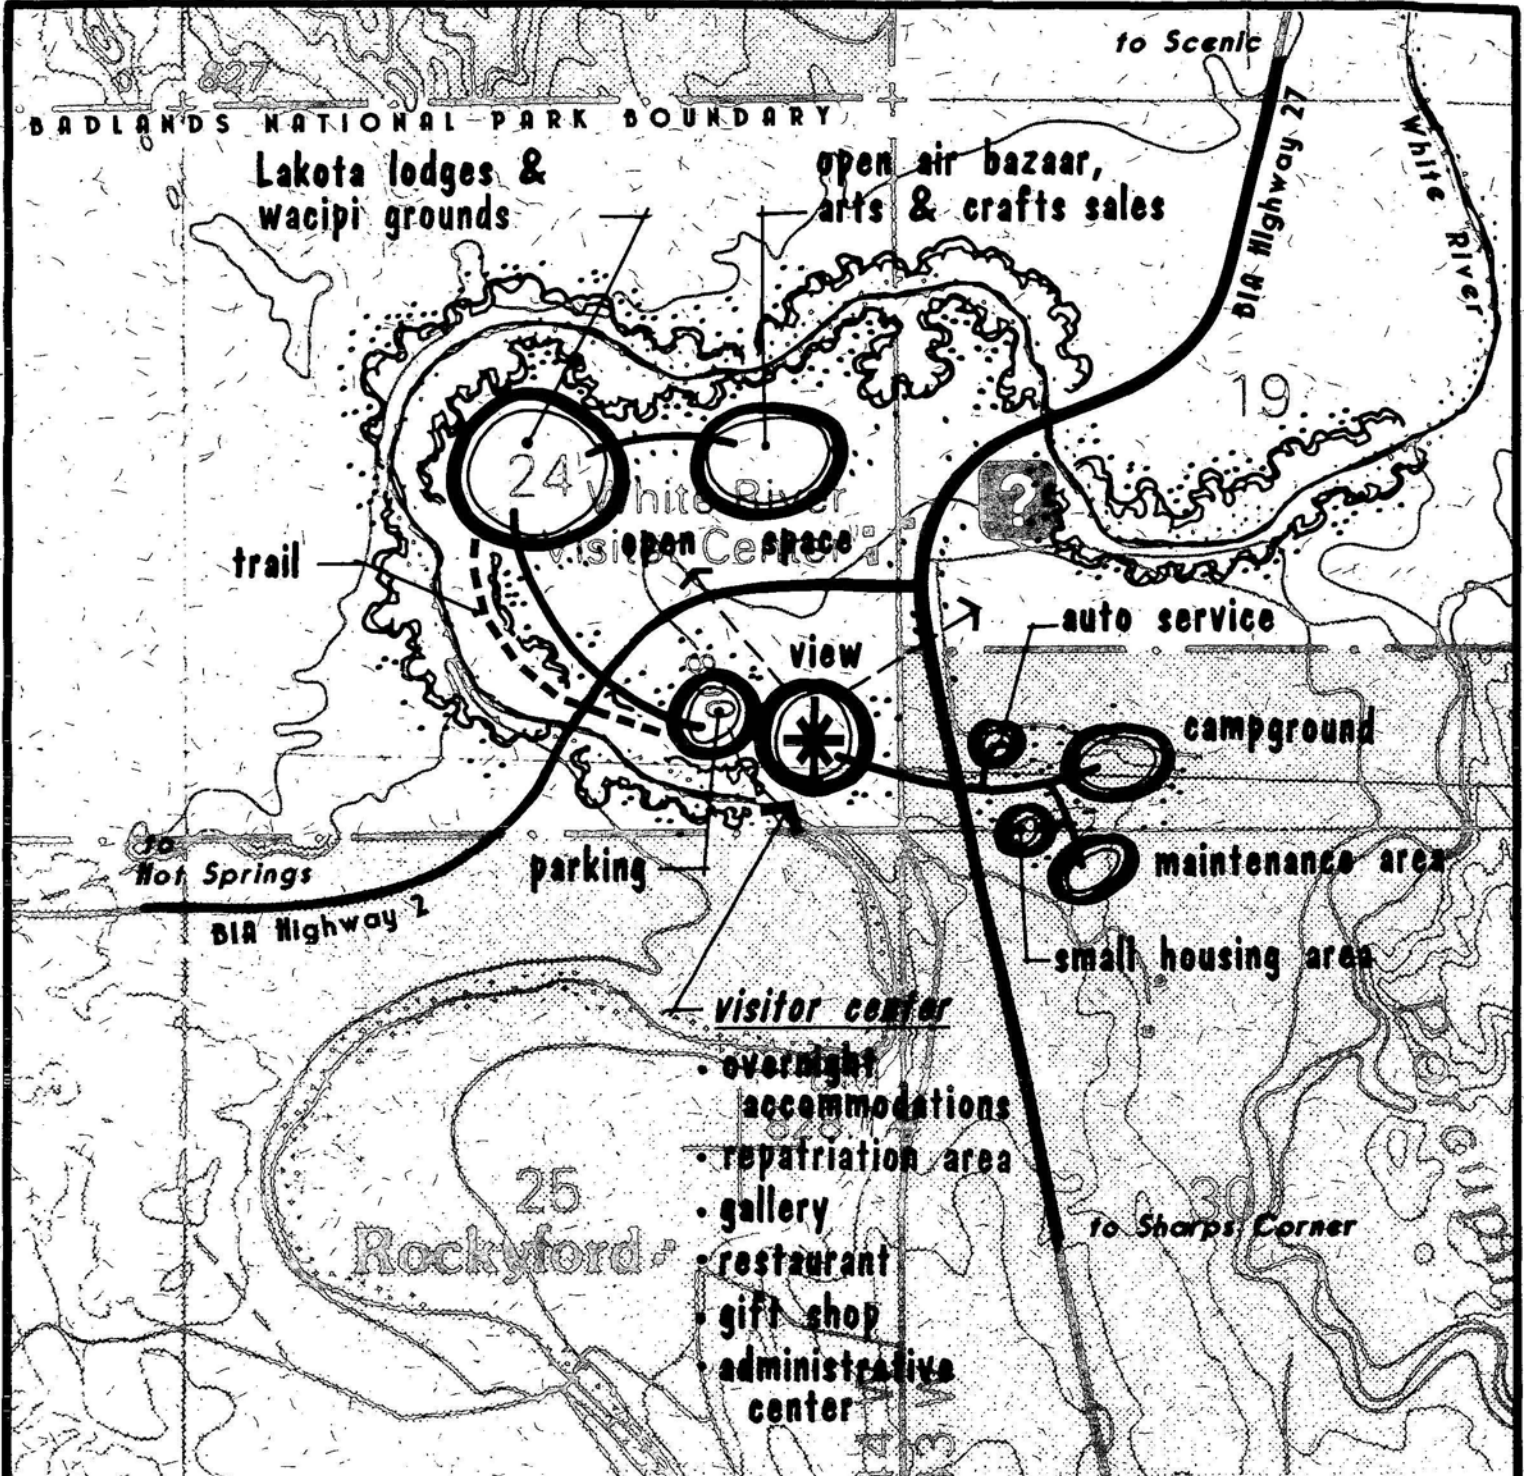 to Scenic
827
BADLANDS NATIONAL PARK BOUNDARY
Lakota lodges &
wacipi grounds
open air bazaar,
arts & crafts sales
BIA Highway 27
White River
19
24
White River
Visitor Center
?
open space
trail
auto service
view
campground
to
Hot Springs
BIA Highway 2
parking
maintenance area
small housing area
visitor center
• overnight
accommodations
• repatriation area
• gallery
• restaurant
• gift shop
• administrative
center
25
Rockyford
30
to Sharps Corner